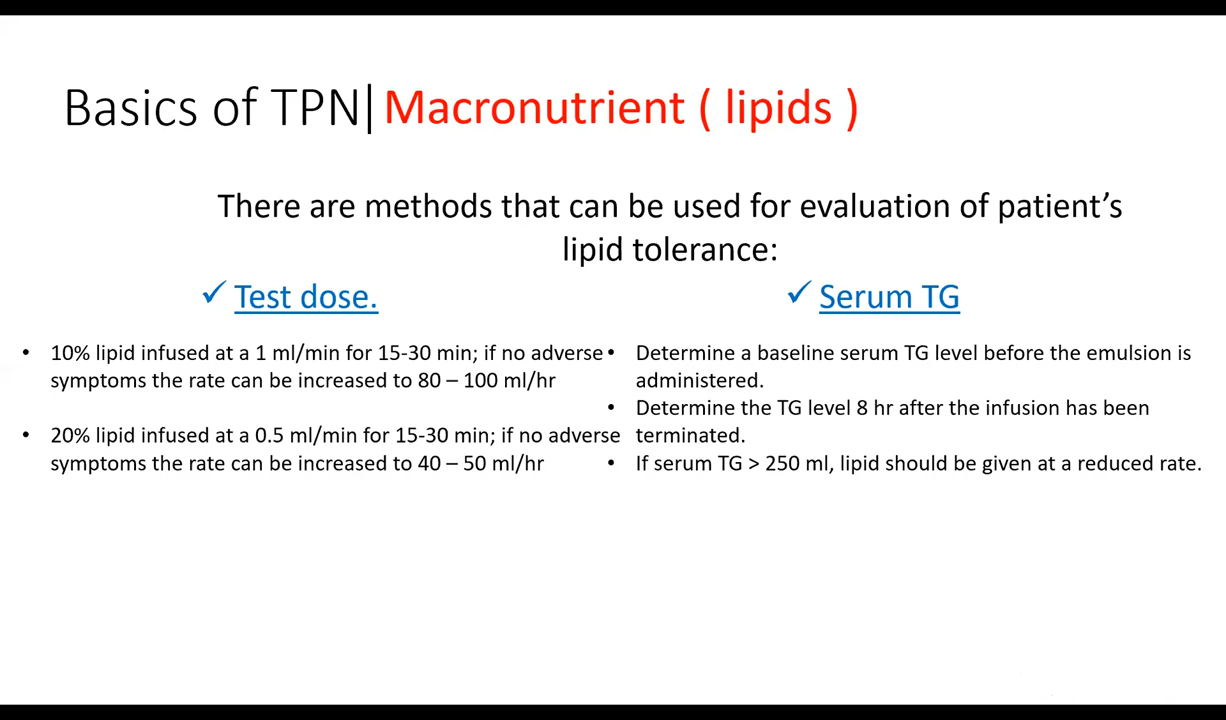 Basics of TPN| Macronutrient ( lipids )
There are methods that can be used for evaluation of patient’s
lipid tolerance:
✓ Test dose.
• 10% lipid infused at a 1 ml/min for 15-30 min; if no adverse
symptoms the rate can be increased to 80 – 100 ml/hr
• 20% lipid infused at a 0.5 ml/min for 15-30 min; if no adverse
symptoms the rate can be increased to 40 – 50 ml/hr
✓ Serum TG
• Determine a baseline serum TG level before the emulsion is
administered.
• Determine the TG level 8 hr after the infusion has been
terminated.
• If serum TG > 250 ml, lipid should be given at a reduced rate.